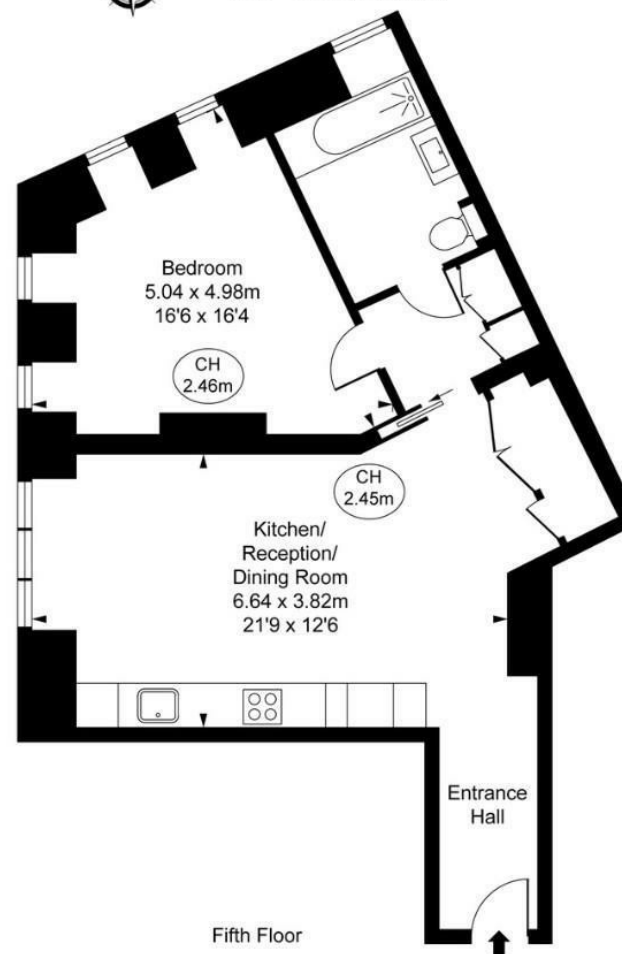 Bedroom
5.04 x 4.98m
16'6 x 16'4
CH
2.46m
CH
2.45m
Kitchen/
Reception/
Dining Room
6.64 x 3.82m
21'9 x 12'6
Entrance
Hall
Fifth Floor